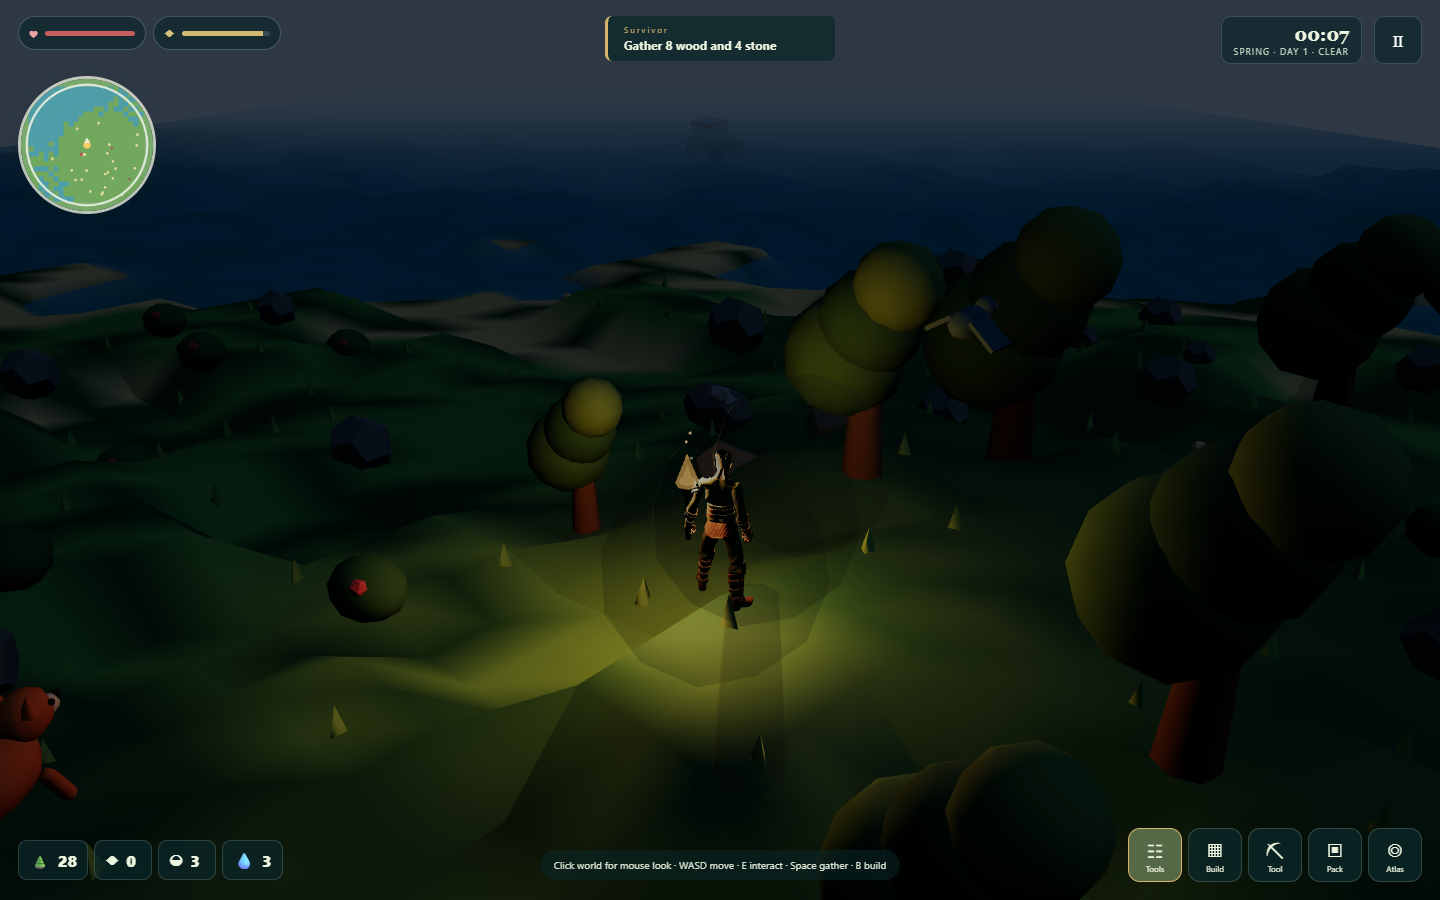 Survivor
Gather 8 wood and 4 stone
00:07
SPRING · DAY 1 · CLEAR
II
28
0
3
3
Click world for mouse look · WASD move · E interact · Space gather · B build
Tools
Build
Tool
Pack
Atlas